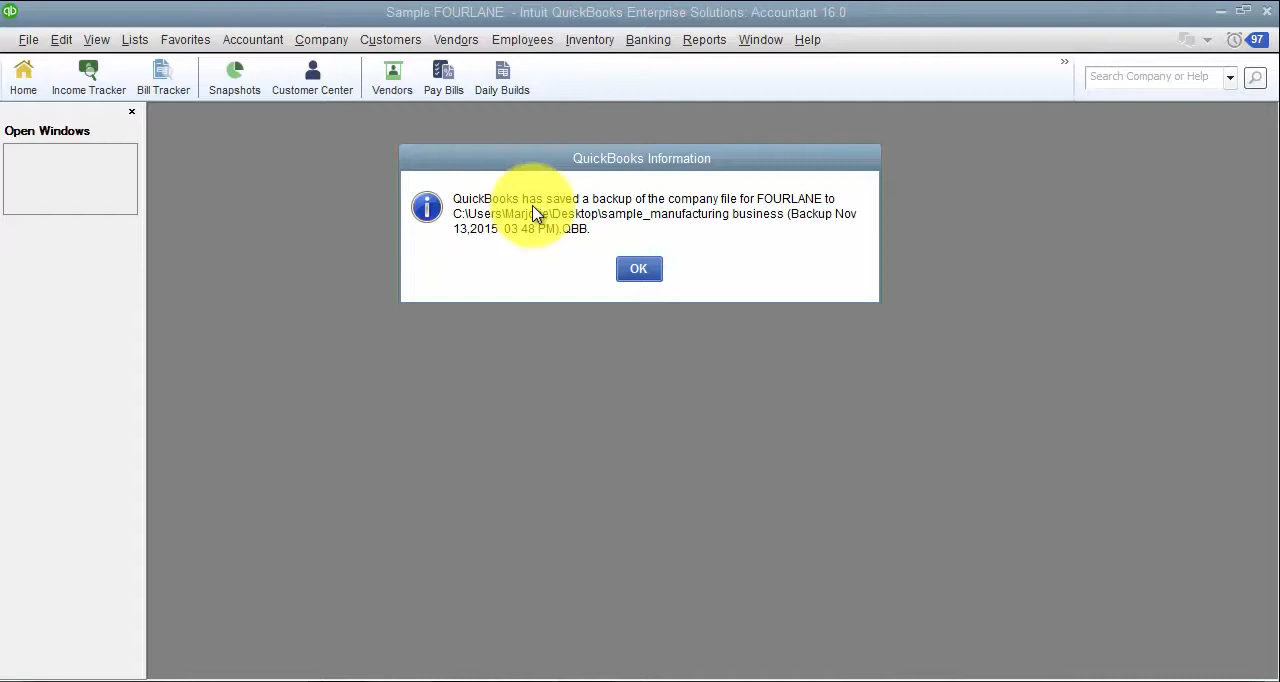 qb
Sample FOURLANE - Intuit QuickBooks Enterprise Solutions: Accountant 16.0
File Edit View Lists Favorites Accountant Company Customers Vendors Employees Inventory Banking Reports Window Help 97
Home Income Tracker Bill Tracker Snapshots Customer Center Vendors Pay Bills Daily Builds » Search Company or Help
Open Windows
QuickBooks Information
QuickBooks has saved a backup of the company file for FOURLANE to
C:\Users\ \Desktop\sample_manufacturing business (Backup Nov
13,2015 03 48 PM).QBB.
OK